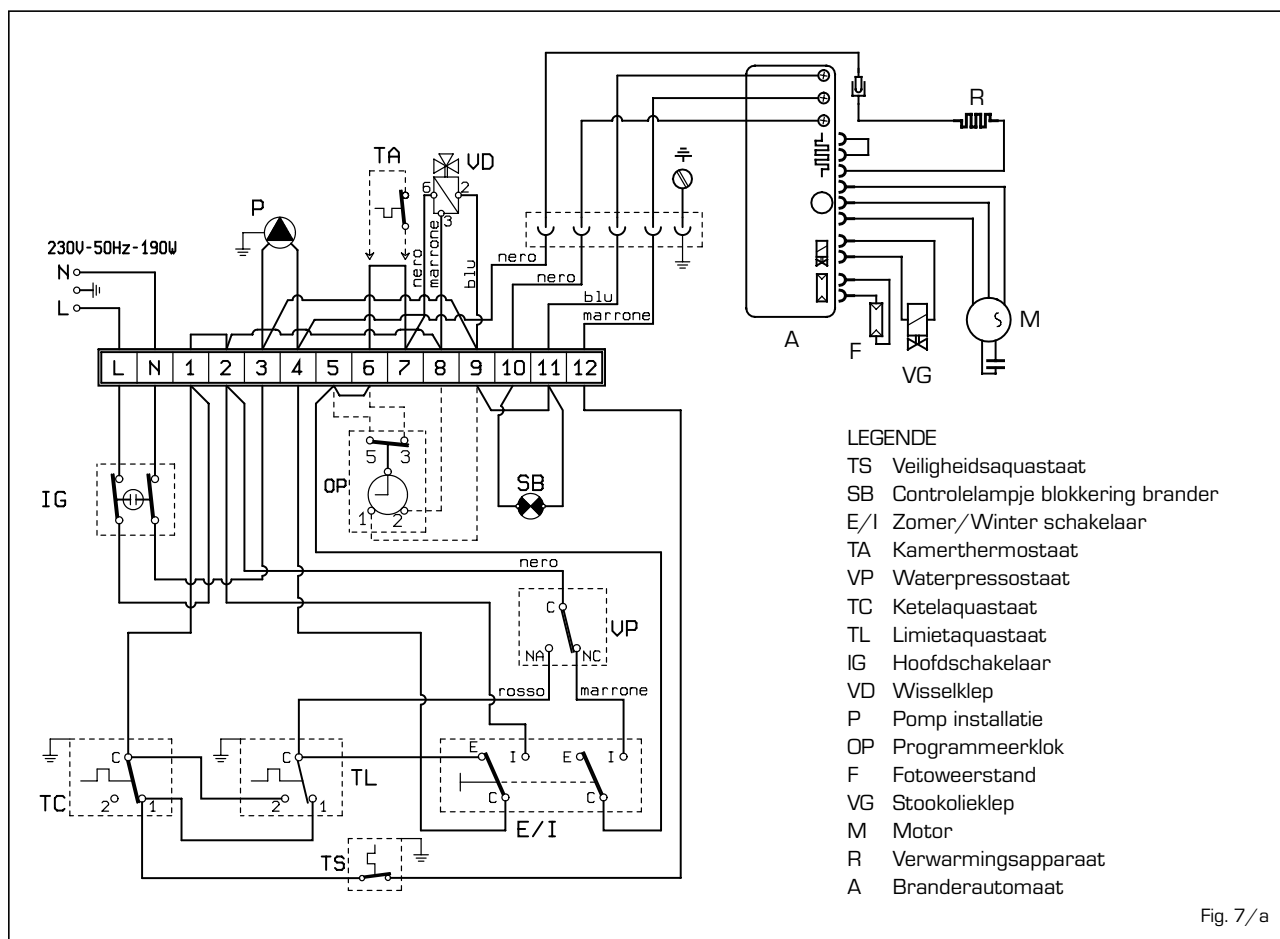 R
TA
VD
6
2
3
P
230V-50Hz-190W
N
L
nero
marrone
blu
nero
nero
blu
marrone
A
F
VG
M
L N 1 2 3 4 5 6 7 8 9 10 11 12
IG
OP
5 3
1 2
SB
nero
C
VP
NA NC
rosso
marrone
TC
C
2 1
C
TL
2 1
E I E I
C C
E/I
TS
LEGENDE
TS Veiligheidsaquastaat
SB Controlelampje blokkering brander
E/I Zomer/Winter schakelaar
TA Kamerthermostaat
VP Waterpressostaat
TC Ketelaquastaat
TL Limietaquastaat
IG Hoofdschakelaar
VD Wisselklep
P Pomp installatie
OP Programmeerklok
F Fotoweerstand
VG Stookolieklep
M Motor
R Verwarmingsapparaat
A Branderautomaat
Fig. 7/a